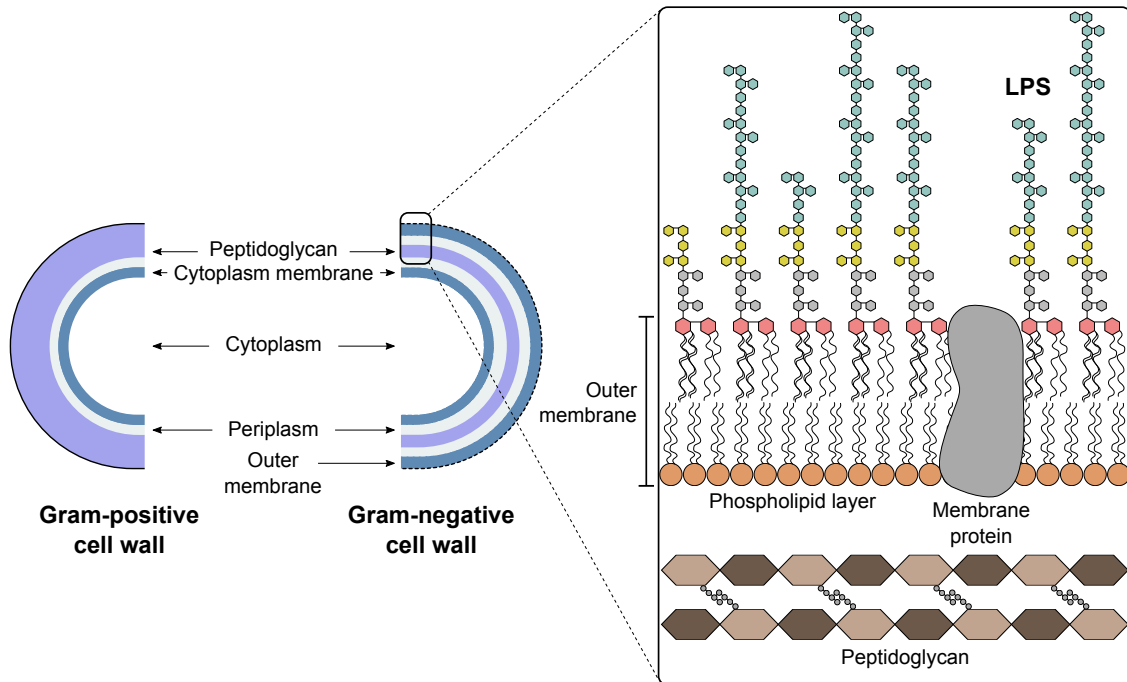 LPS
Peptidoglycan
Cytoplasm membrane
Cytoplasm
Periplasm
Outer
membrane
Gram-positive
cell wall
Gram-negative
cell wall
Outer
membrane
Phospholipid layer
Membrane
protein
Peptidoglycan